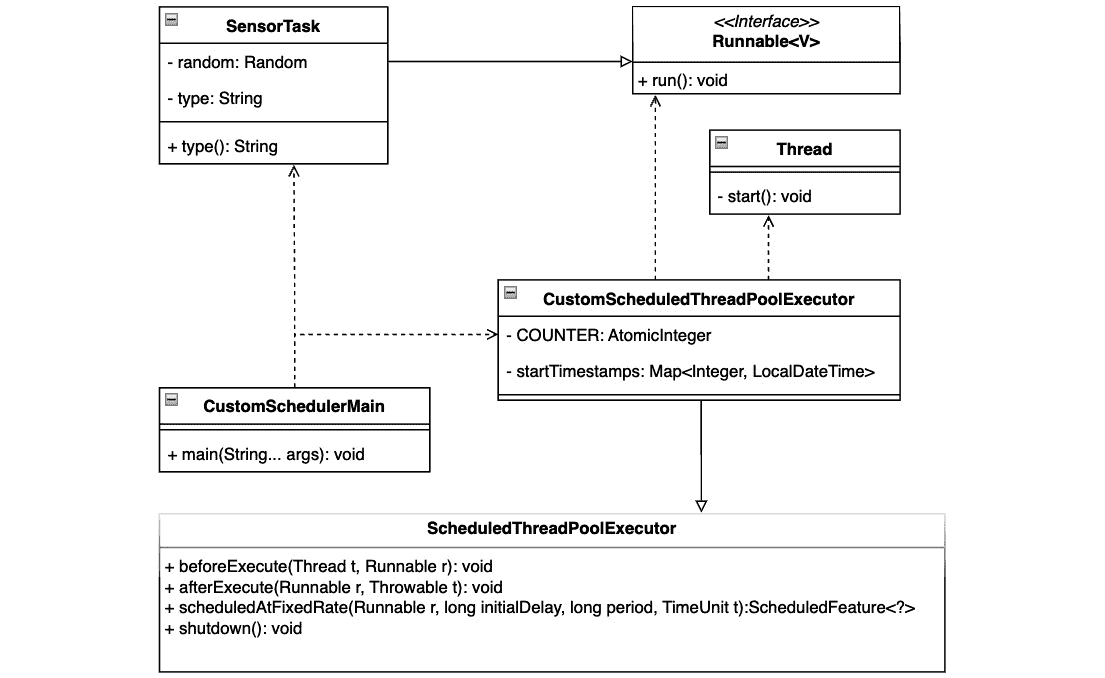 SensorTask
- random: Random
- type: String
+ type(): String
<<Interface>>
Runnable<V>
+ run(): void
Thread
- start(): void
CustomScheduledThreadPoolExecutor
- COUNTER: AtomicInteger
- startTimestamps: Map<Integer, LocalDateTime>
CustomSchedulerMain
+ main(String... args): void
ScheduledThreadPoolExecutor
+ beforeExecute(Thread t, Runnable r): void
+ afterExecute(Runnable r, Throwable t): void
+ scheduledAtFixedRate(Runnable r, long initialDelay, long period, TimeUnit t):ScheduledFeature<?>
+ shutdown(): void